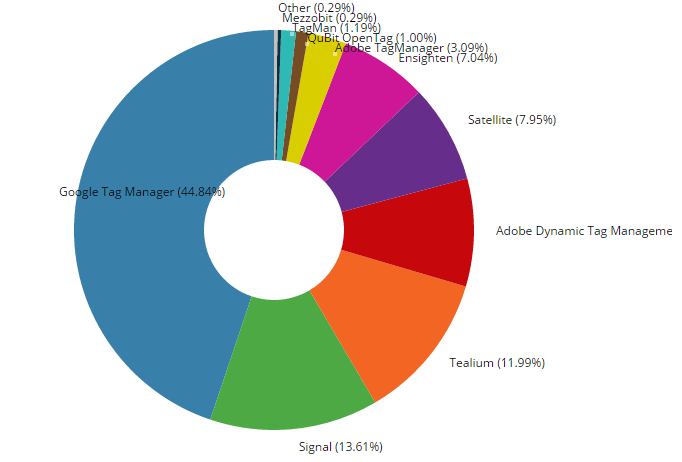 Other (0.29%)
Mezzobit (0.29%)
TagMan (1.19%)
QuBit OpenTag (1.00%)
Adobe TagManager (3.09%)
Ensighten (7.04%)
Satellite (7.95%)
Google Tag Manager (44.84%)
Adobe Dynamic Tag Manageme
Tealium (11.99%)
Signal (13.61%)